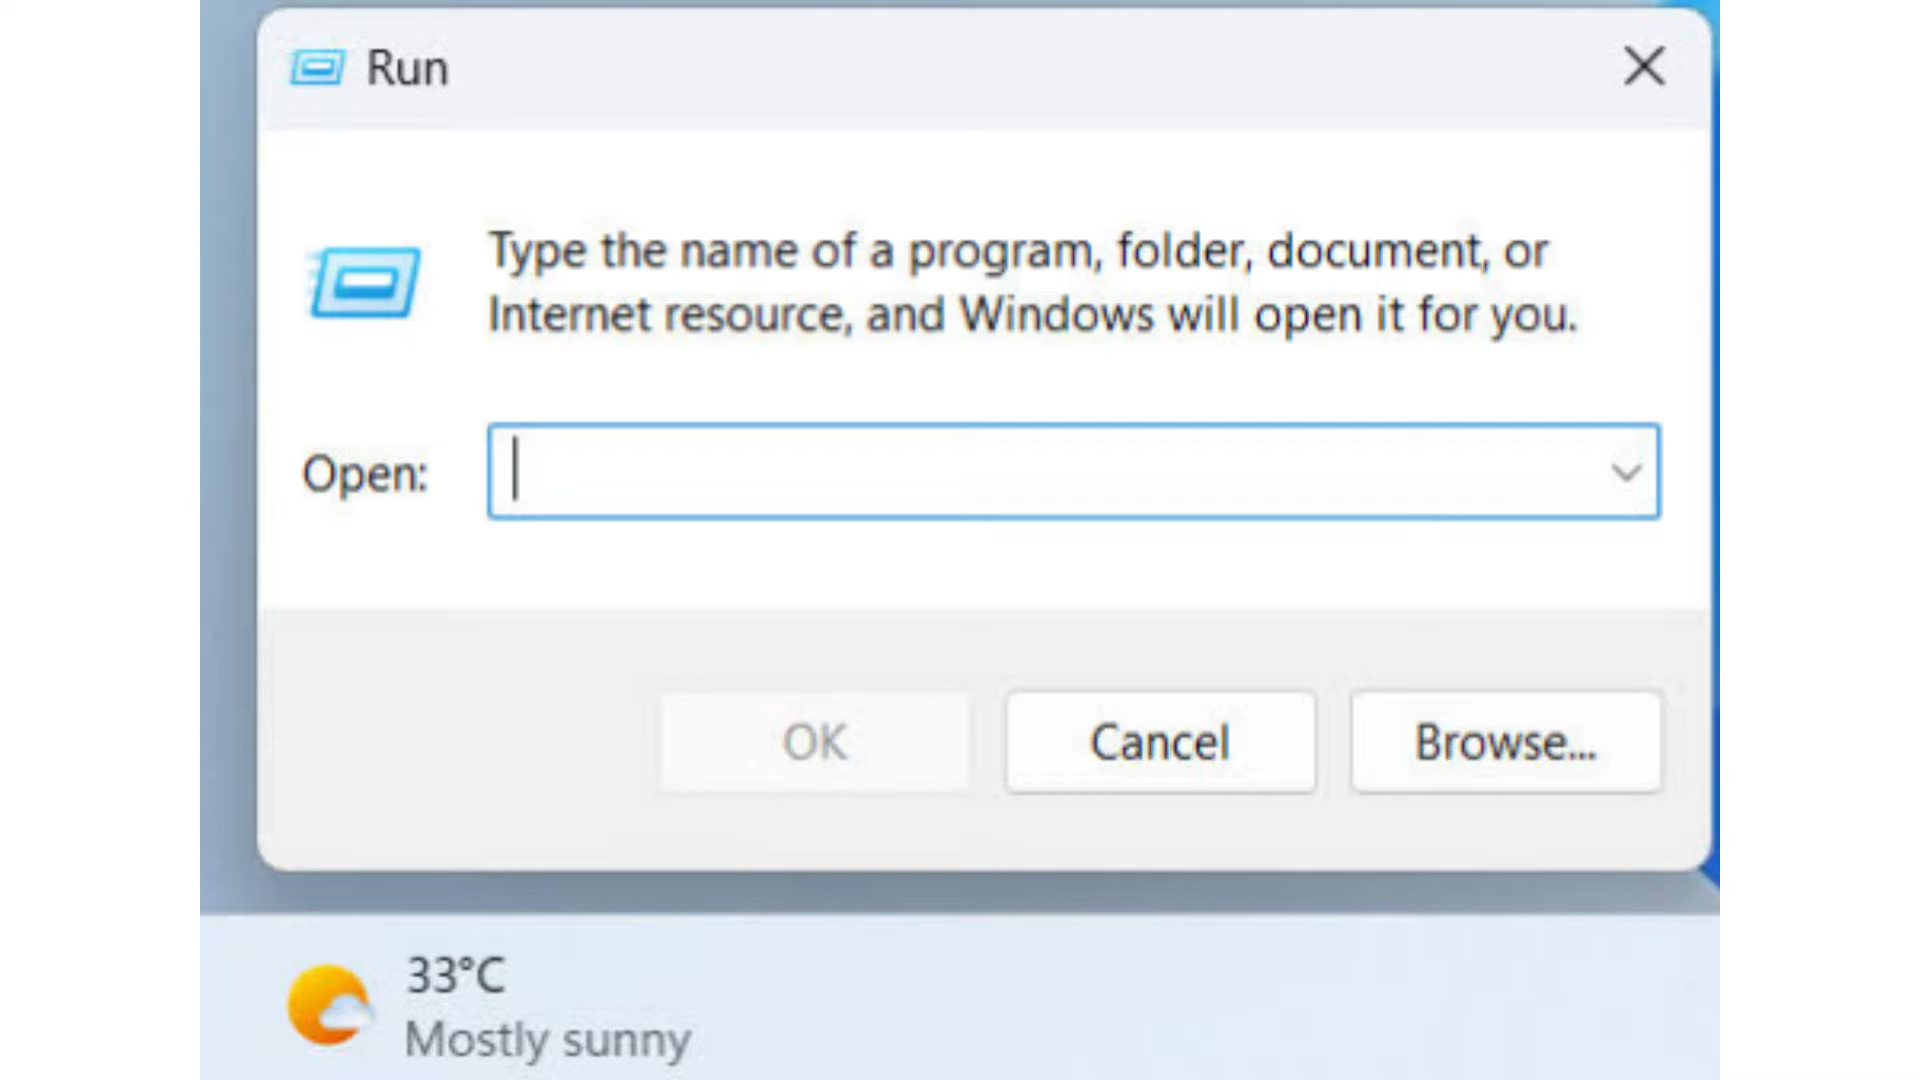 Run
Type the name of a program, folder, document, or
Internet resource, and Windows will open it for you.
Open:
OK
Cancel
Browse...
33°C
Mostly sunny